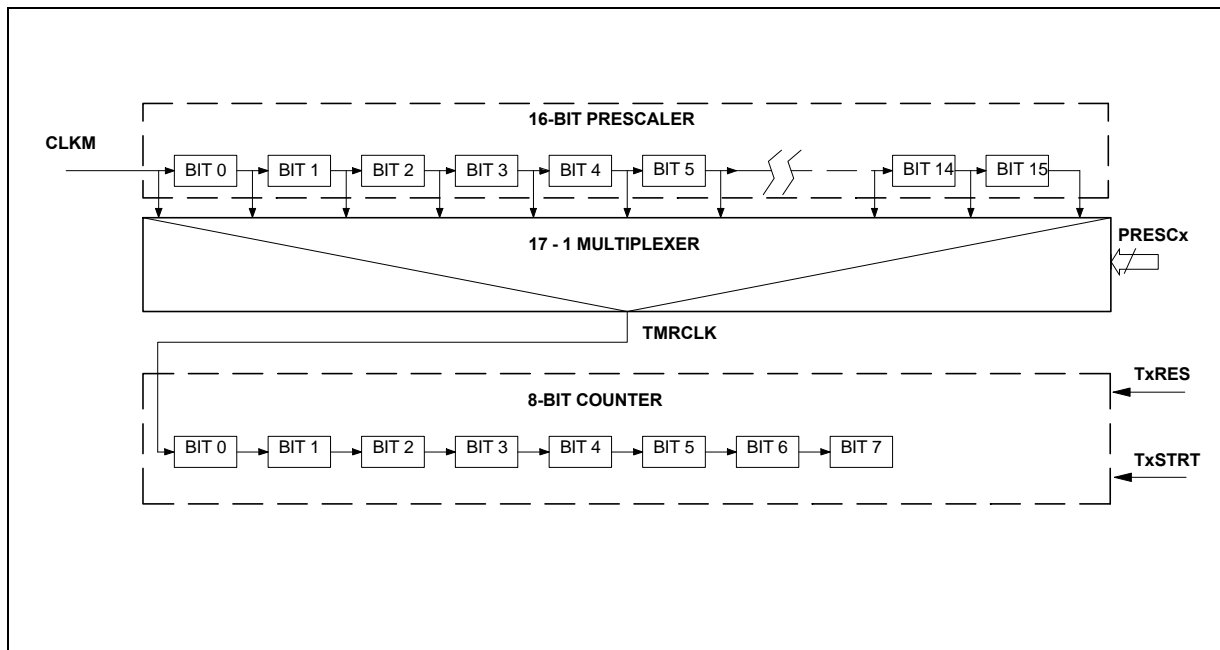 16-BIT PRESCALER
CLKM
BIT 0 BIT 1 BIT 2 BIT 3 BIT 4 BIT 5 BIT 14 BIT 15
17 - 1 MULTIPLEXER
PRESCx
TMRCLK
TxRES
8-BIT COUNTER
BIT 0 BIT 1 BIT 2 BIT 3 BIT 4 BIT 5 BIT 6 BIT 7
TxSTRT